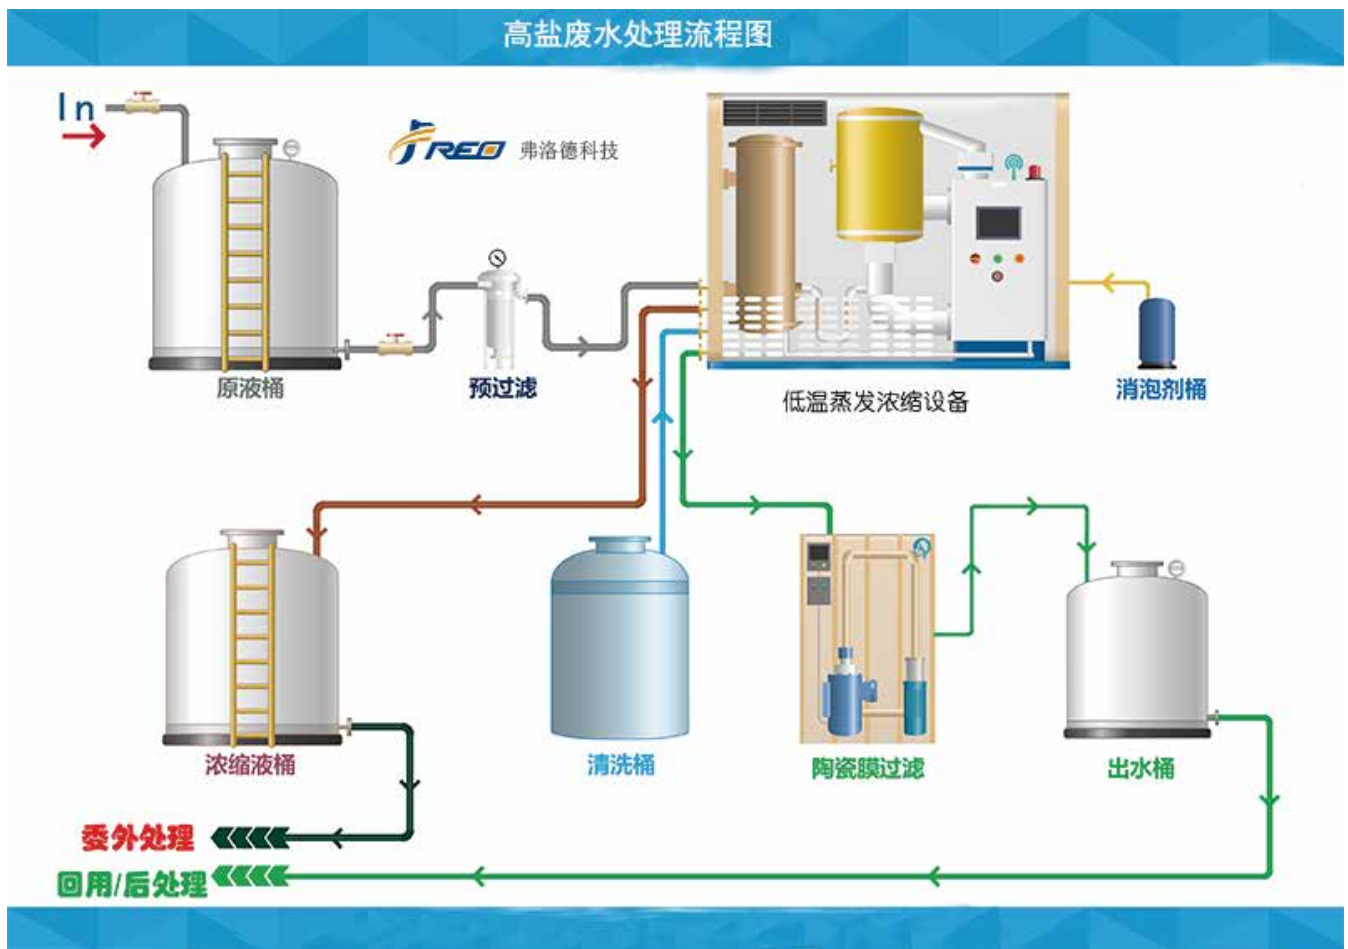 高盐废水处理流程图
In
FREO 弗洛德科技
原液桶
预过滤
低温蒸发浓缩设备
消泡剂桶
浓缩液桶
清洗桶
陶瓷膜过滤
出水桶
委外处理
回用/后处理